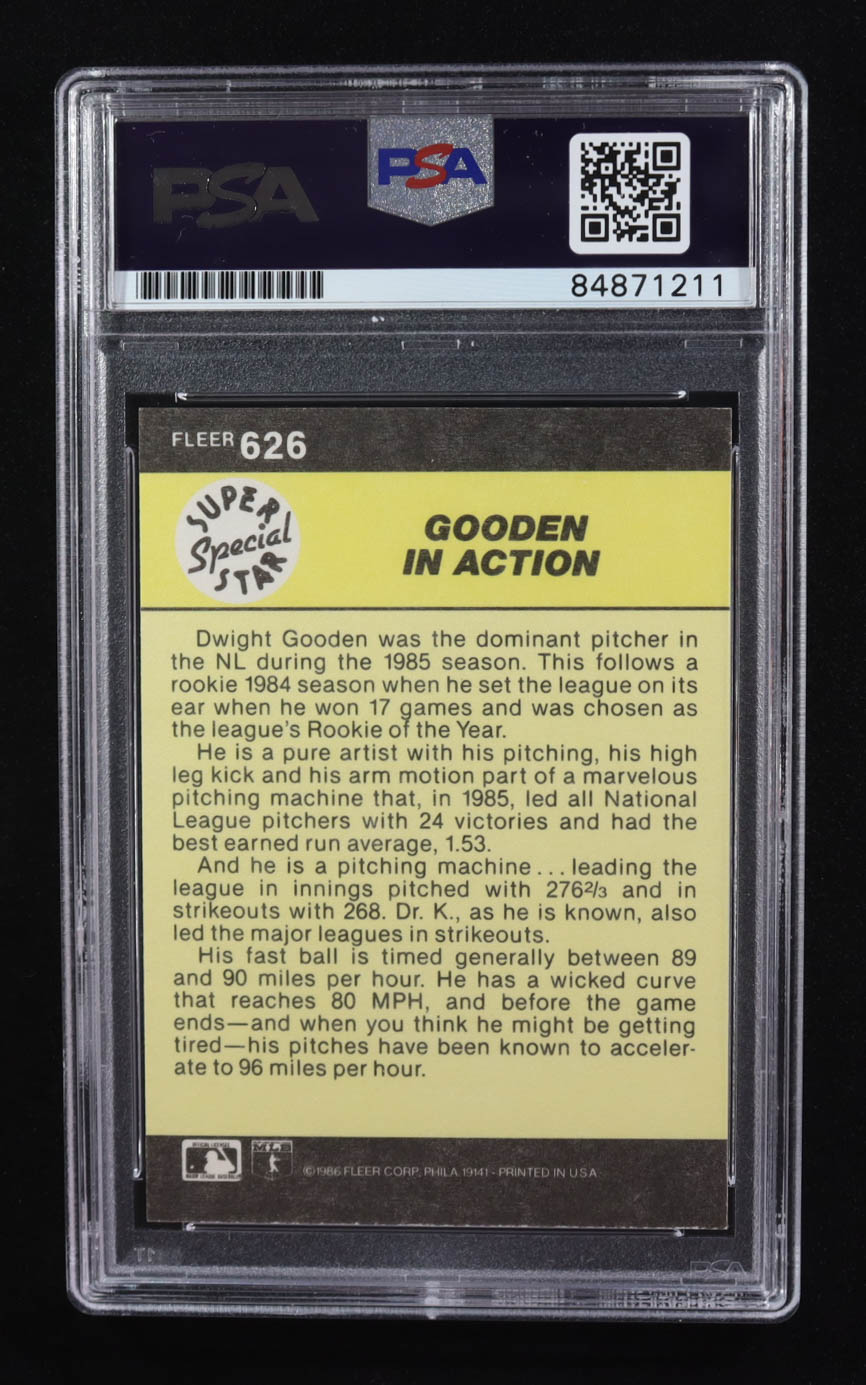 PSA PSA
84871211
FLEER 626
SUPER
Special
STAR
GOODEN
IN ACTION
Dwight Gooden was the dominant pitcher in
the NL during the 1985 season. This follows a
rookie 1984 season when he set the league on its
ear when he won 17 games and was chosen as
the league's Rookie of the Year.
He is a pure artist with his pitching, his high
leg kick and his arm motion part of a marvelous
pitching machine that, in 1985, led all National
League pitchers with 24 victories and had the
best earned run average, 1.53.
And he is a pitching machine...leading the
league in innings pitched with 276 2/3 and in
strikeouts with 268. Dr. K., as he is known, also
led the major leagues in strikeouts.
His fast ball is timed generally between 89
and 90 miles per hour. He has a wicked curve
that reaches 80 MPH, and before the game
ends—and when you think he might be getting
tired—his pitches have been known to acceler-
ate to 96 miles per hour.
©1986 FLEER CORP. PHILA. 19141 - PRINTED IN U.S.A.
PSA